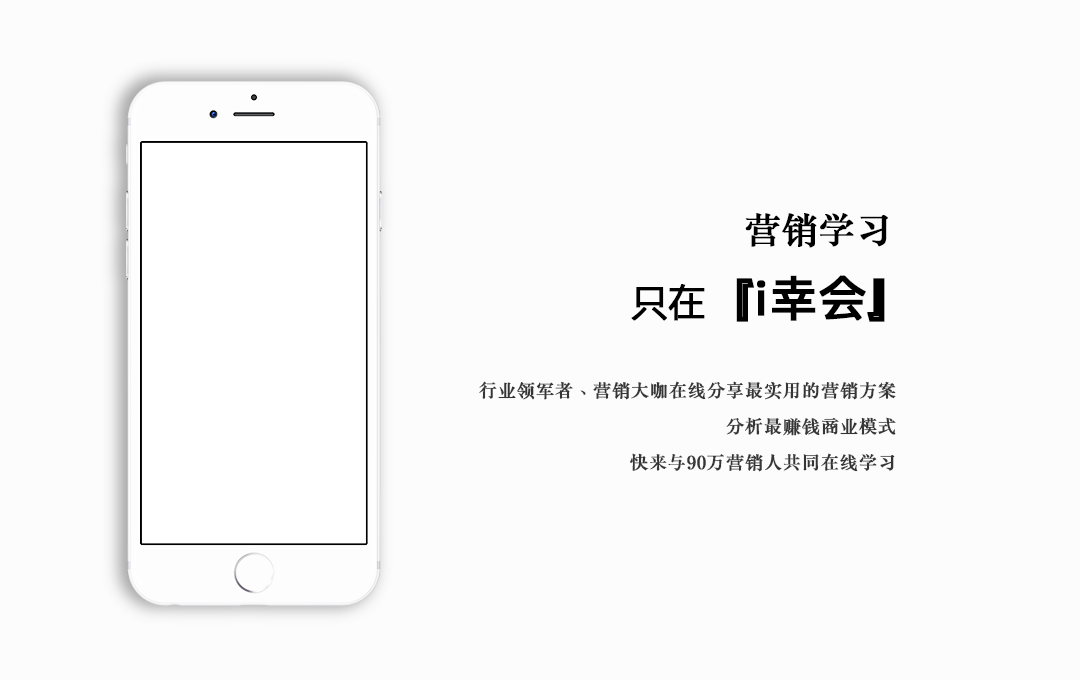 营销学习
只在『i幸会』
行业领军者、营销大咖在线分享最实用的营销方案
分析最赚钱商业模式
快来与90万营销人共同在线学习